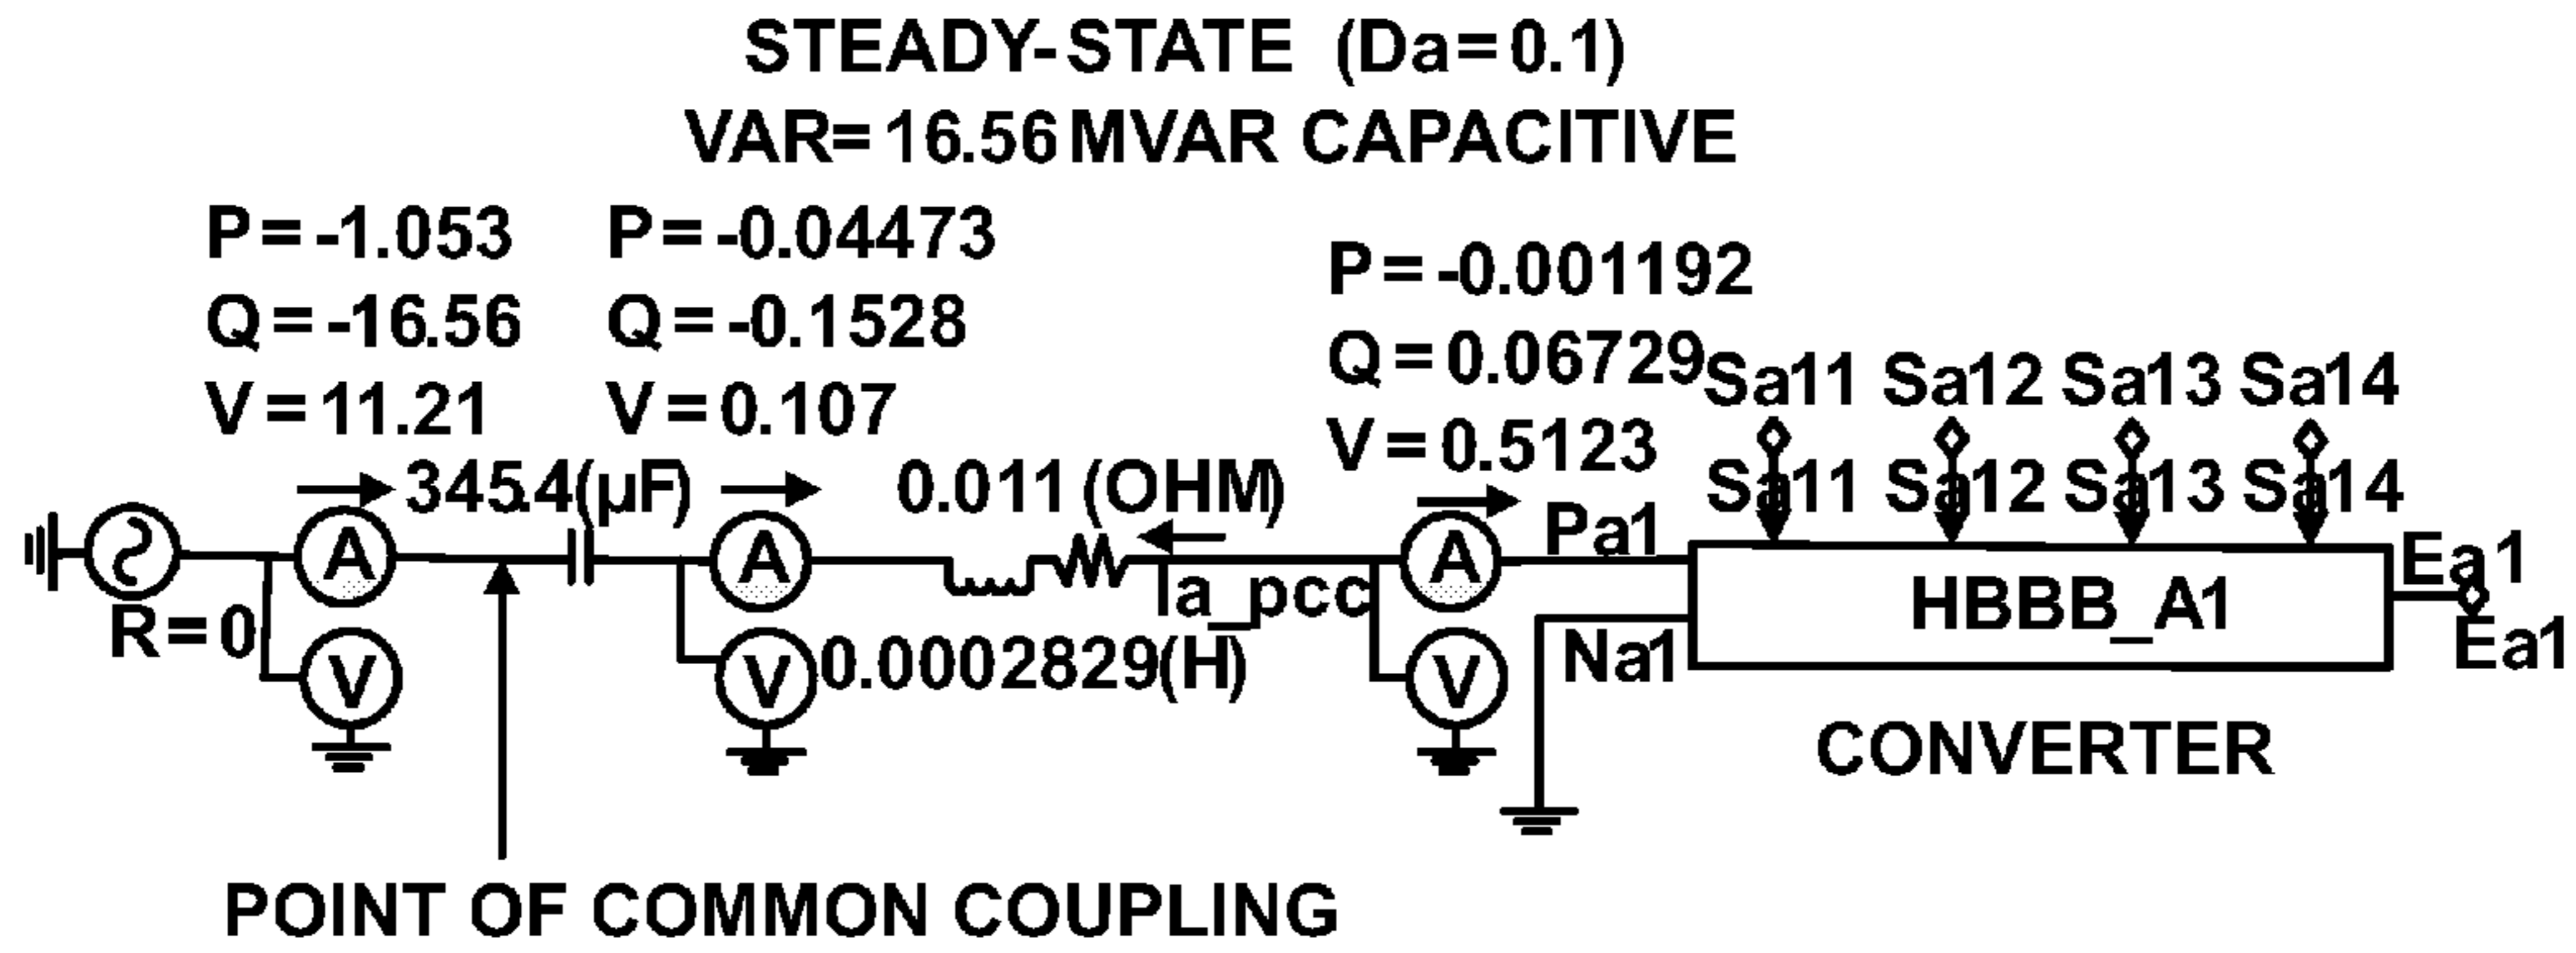 STEADY-STATE (Da=0.1)
VAR=16.56MVAR CAPACITIVE
P=-1.053
Q=-16.56
V=11.21
P=-0.04473
Q=-0.1528
V=0.107
P=-0.001192
Q=0.06729
V=0.5123
Sa11 Sa12 Sa13 Sa14
Sa11 Sa12 Sa13 Sa14
345.4(µF)
0.011(OHM)
A
A
A
Pa1
Ia_pcc
R=0
V
V
0.0002829(H)
V
Na1
HBBB_A1
Ea1
Ea1
CONVERTER
POINT OF COMMON COUPLING